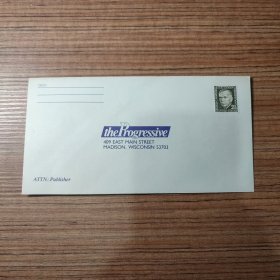 the Progressive
409 EAST MAIN STREET
MADISON, WISCONSIN 53703
ATTN: Publisher